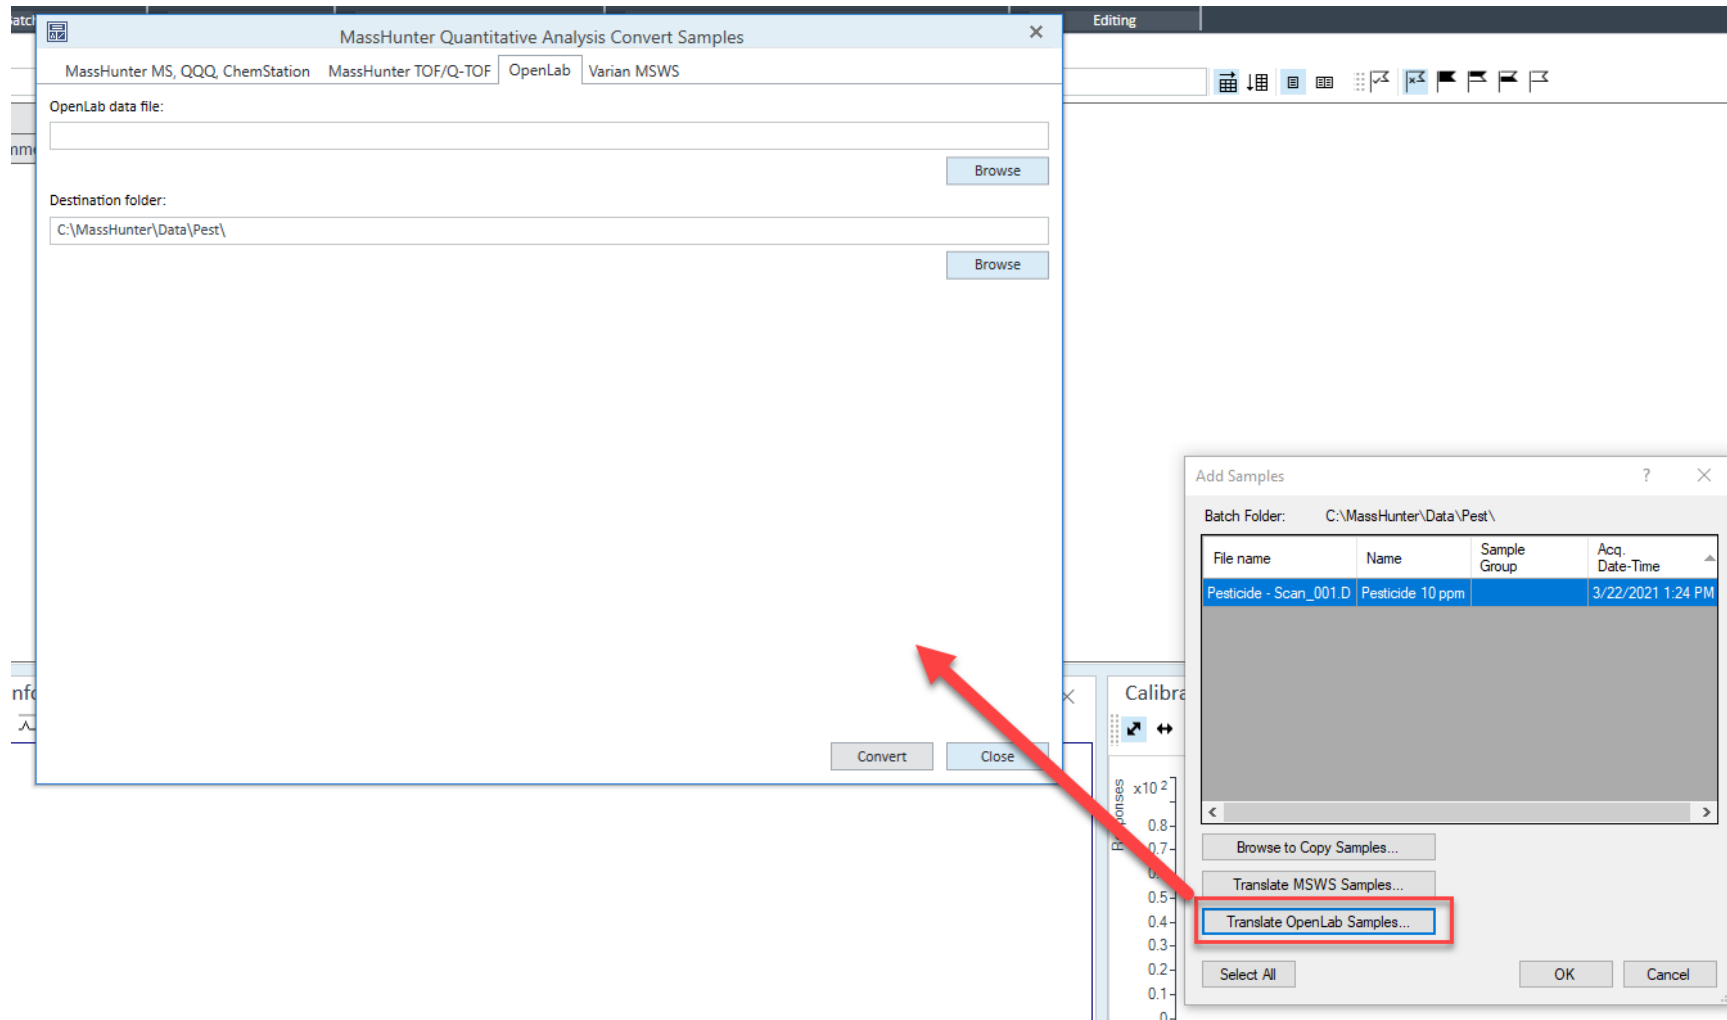 Editing
MassHunter Quantitative Analysis Convert Samples
MassHunter MS, QQQ, ChemStation MassHunter TOF/Q-TOF OpenLab Varian MSWS
OpenLab data file:
Browse
Destination folder:
C:\MassHunter\Data\Pest\
Browse
Convert Close
Add Samples ?
Batch Folder: C:\MassHunter\Data\Pest\
File name Name Sample Group Acq. Date-Time
Pesticide - Scan_001.D Pesticide 10 ppm 3/22/2021 1:24 PM
Browse to Copy Samples...
Translate MSWS Samples...
Translate OpenLab Samples...
Select All OK Cancel
Calibra
x10 2
0.8
0.7
0.5
0.4
0.3
0.2
0.1
0